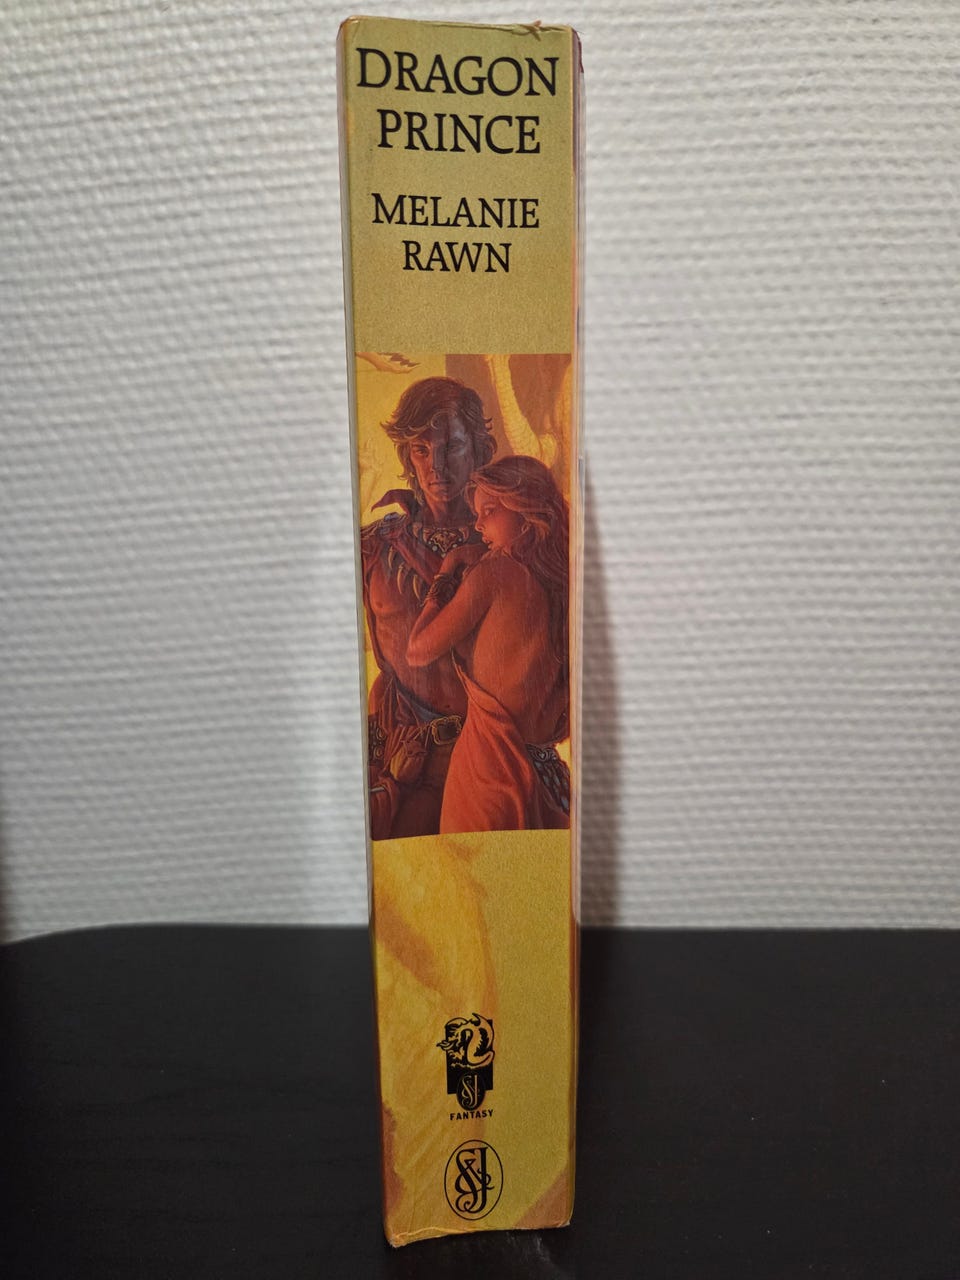 DRAGON
PRINCE
MELANIE
RAWN
S&J
FANTASY
S&J